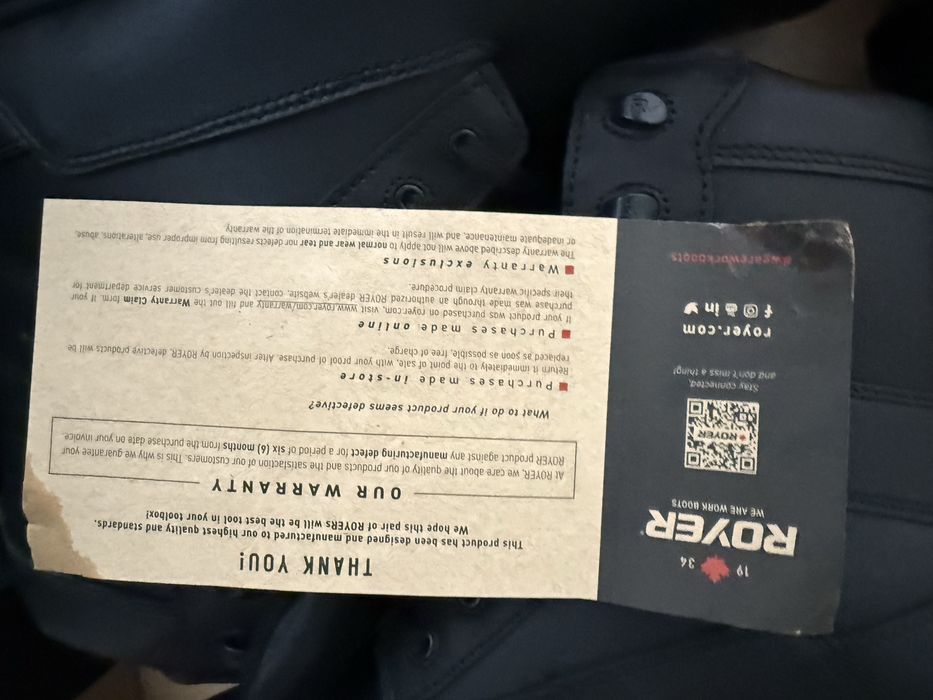 THANK YOU!
This product has been designed and manufactured to our highest quality and standards.
We hope this pair of ROYERS will be the best tool in your toolbox!
OUR WARRANTY
At ROYER, we care about the quality of our products and the satisfaction of our customers. This is why we guarantee your
ROYER product against any manufacturing defect for a period of six (6) months from the purchase date on your invoice.
What to do if your product seems defective?
Purchases made in-store
Return it immediately to the point of sale, with your proof of purchase. After inspection by ROYER, defective products will be
replaced as soon as possible, free of charge.
Purchases made online
If your product was purchased on royer.com, visit www.royer.com/warranty and fill out the Warranty Claim form. If your
purchase was made through an authorized ROYER dealer's website, contact the dealer's customer service department for
their specific warranty claim procedure.
Warranty exclusions
The warranty described above will not apply to normal wear and tear nor defects resulting from improper use, alterations, abuse,
or inadequate maintenance, and will result in the immediate termination of the warranty.
19 34
ROYER
WE ARE WORK BOOTS
ROYER
Stay connected,
and don't miss a thing!
royer.com
#weareworkboots